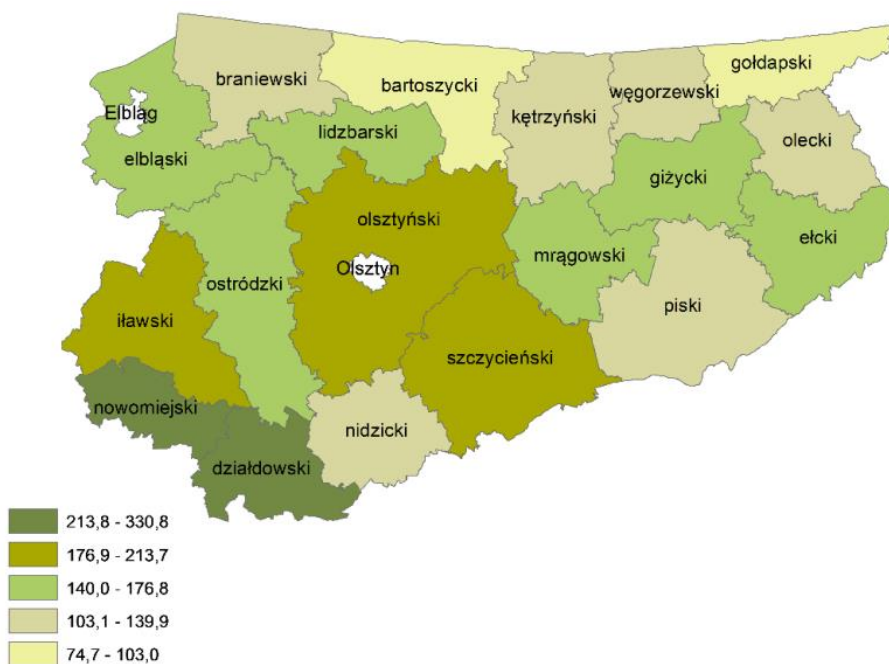 braniewski
bartoszycki
gołdapski
węgorzewski
kętrzyński
Elbląg
lidzbarski
olecki
elbląski
giżycki
olsztyński
ełcki
mrągowski
Olsztyn
ostródzki
piski
iławski
szczycieński
nowomiejski
nidzicki
działdowski
213,8 - 330,8
176,9 - 213,7
140,0 - 176,8
103,1 - 139,9
74,7 - 103,0